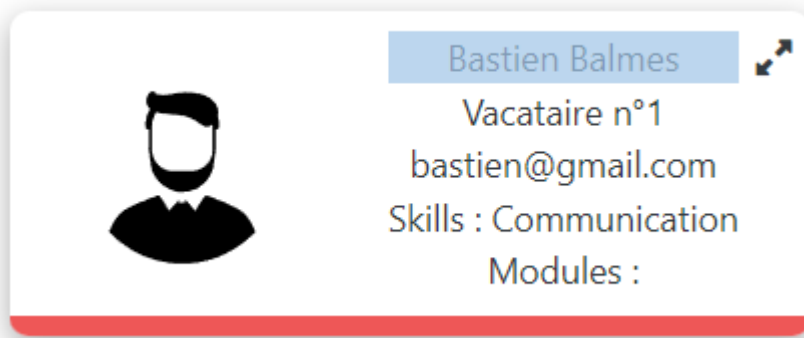 Bastien Balmes
Vacataire n°1
bastien@gmail.com
Skills : Communication
Modules :